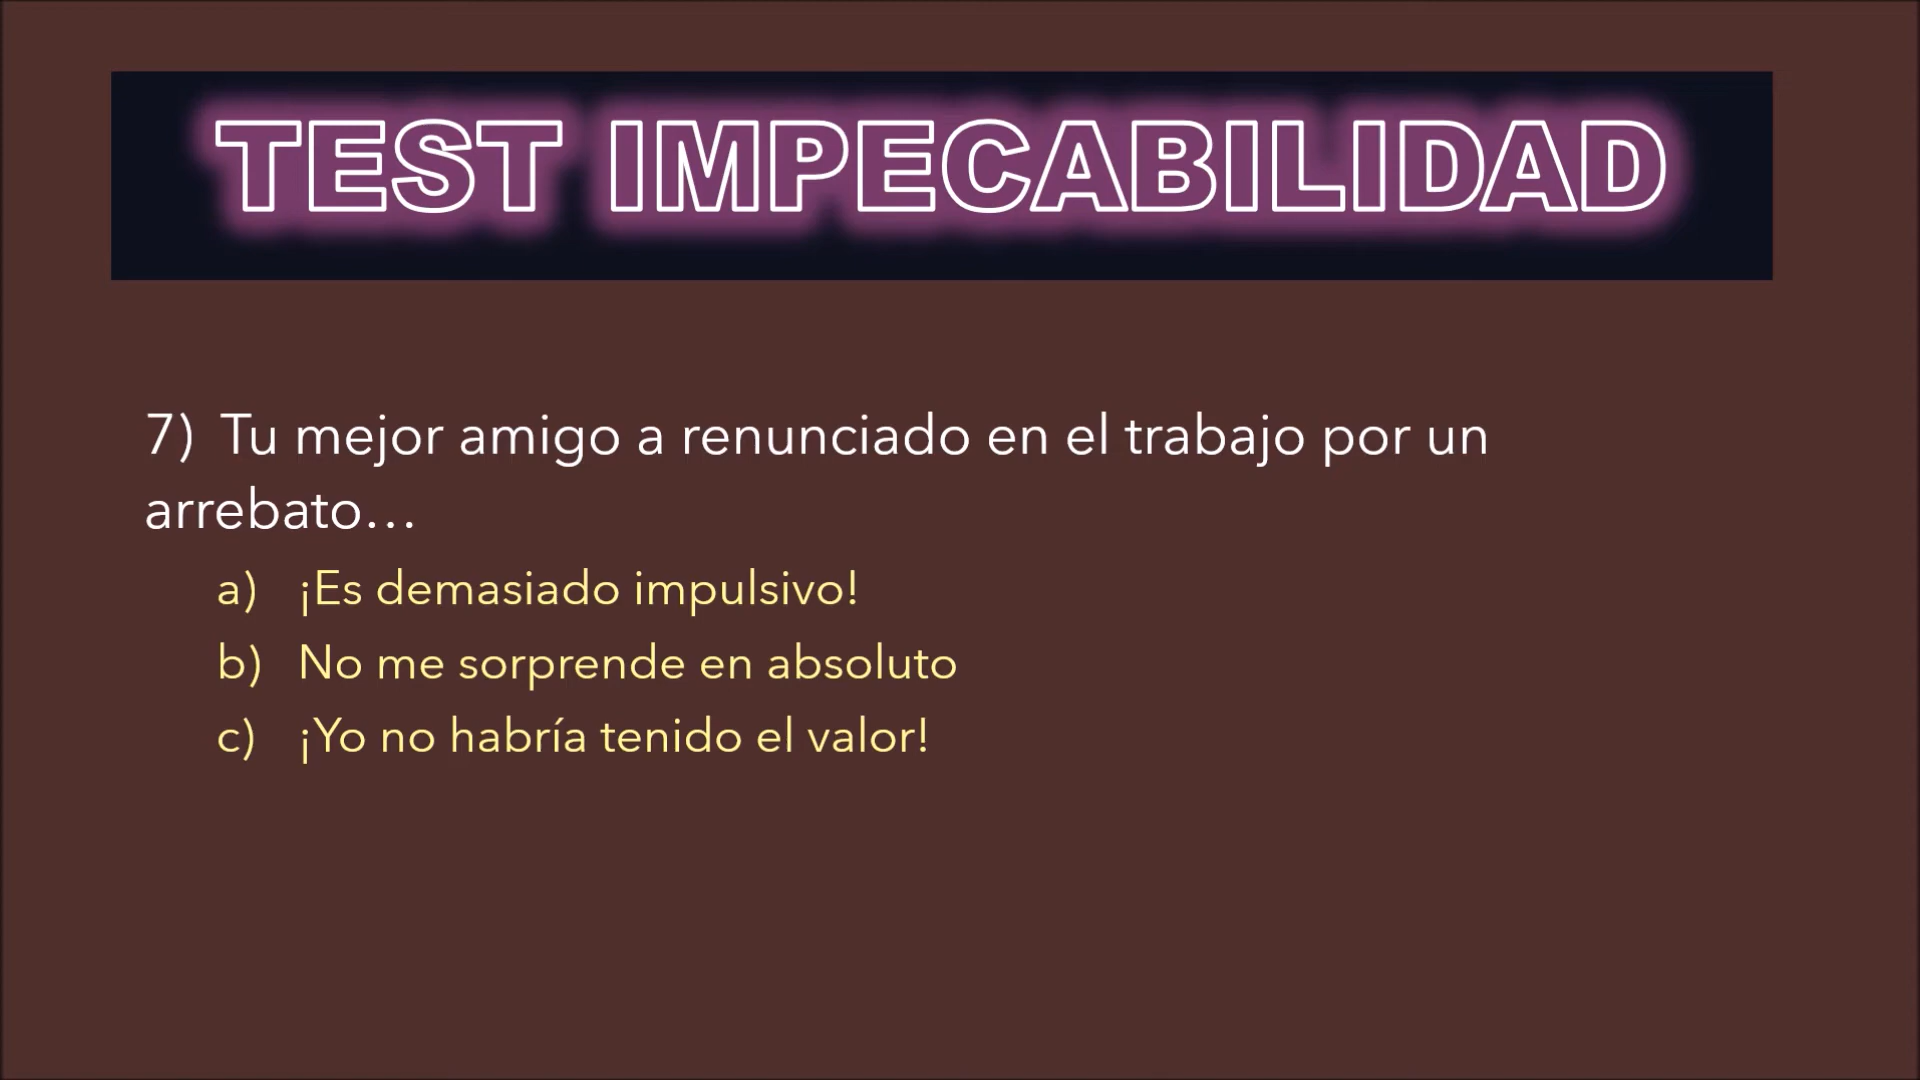 TEST IMPECABILIDAD
7) Tu mejor amigo a renunciado en el trabajo por un
arrebato...
a) ¡Es demasiado impulsivo!
b) No me sorprende en absoluto
c) ¡Yo no habría tenido el valor!